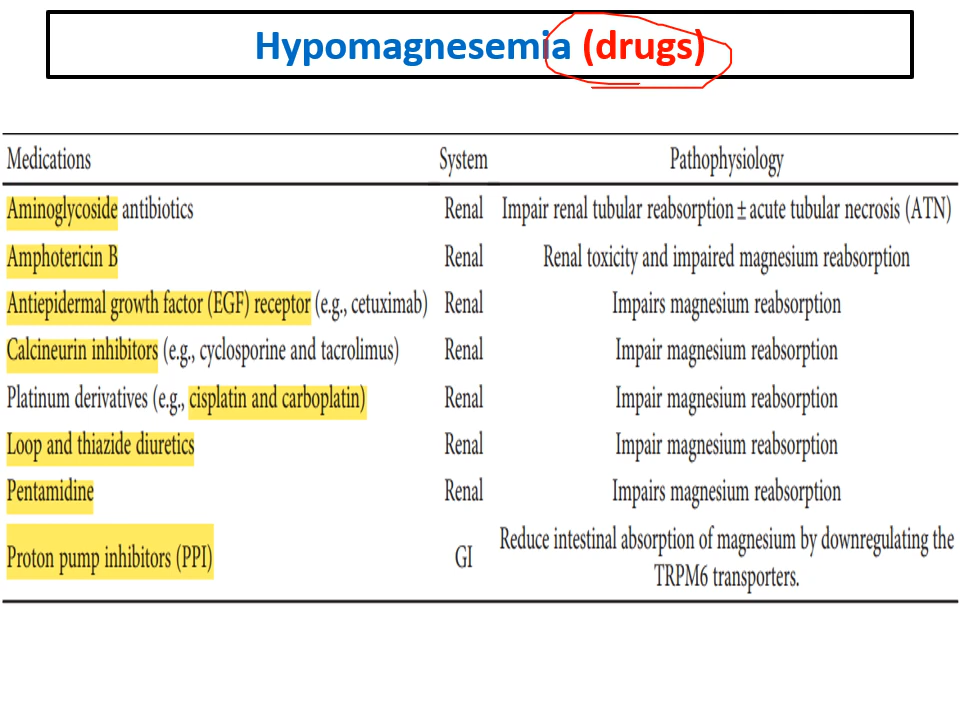 Hypomagnesemia (drugs)
Medications System Pathophysiology
Aminoglycoside antibiotics Renal Impair renal tubular reabsorption ± acute tubular necrosis (ATN)
Amphotericin B Renal Renal toxicity and impaired magnesium reabsorption
Antiepidermal growth factor (EGF) receptor (e.g., cetuximab) Renal Impairs magnesium reabsorption
Calcineurin inhibitors (e.g., cyclosporine and tacrolimus) Renal Impair magnesium reabsorption
Platinum derivatives (e.g., cisplatin and carboplatin) Renal Impair magnesium reabsorption
Loop and thiazide diuretics Renal Impair magnesium reabsorption
Pentamidine Renal Impairs magnesium reabsorption
Proton pump inhibitors (PPI) GI Reduce intestinal absorption of magnesium by downregulating the
TRPM6 transporters.